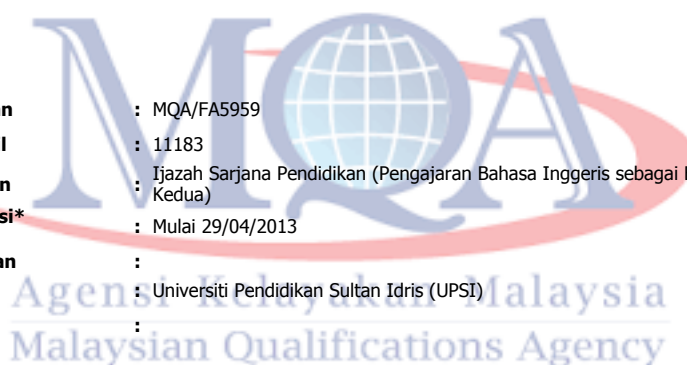 MQA
an : MQA/FA5959
l : 11183
n : Ijazah Sarjana Pendidikan (Pengajaran Bahasa Inggeris sebagai
Kedua)
si* : Mulai 29/04/2013
an :
: Universiti Pendidikan Sultan Idris (UPSI)
:
Agensi Kelayakan Malaysia
Malaysian Qualifications Agency